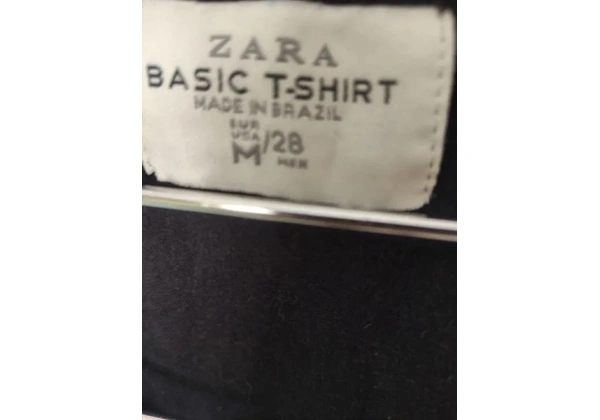 ZARA
BASIC T-SHIRT
MADE IN BRAZIL
EUR
USA
M/28
MEX